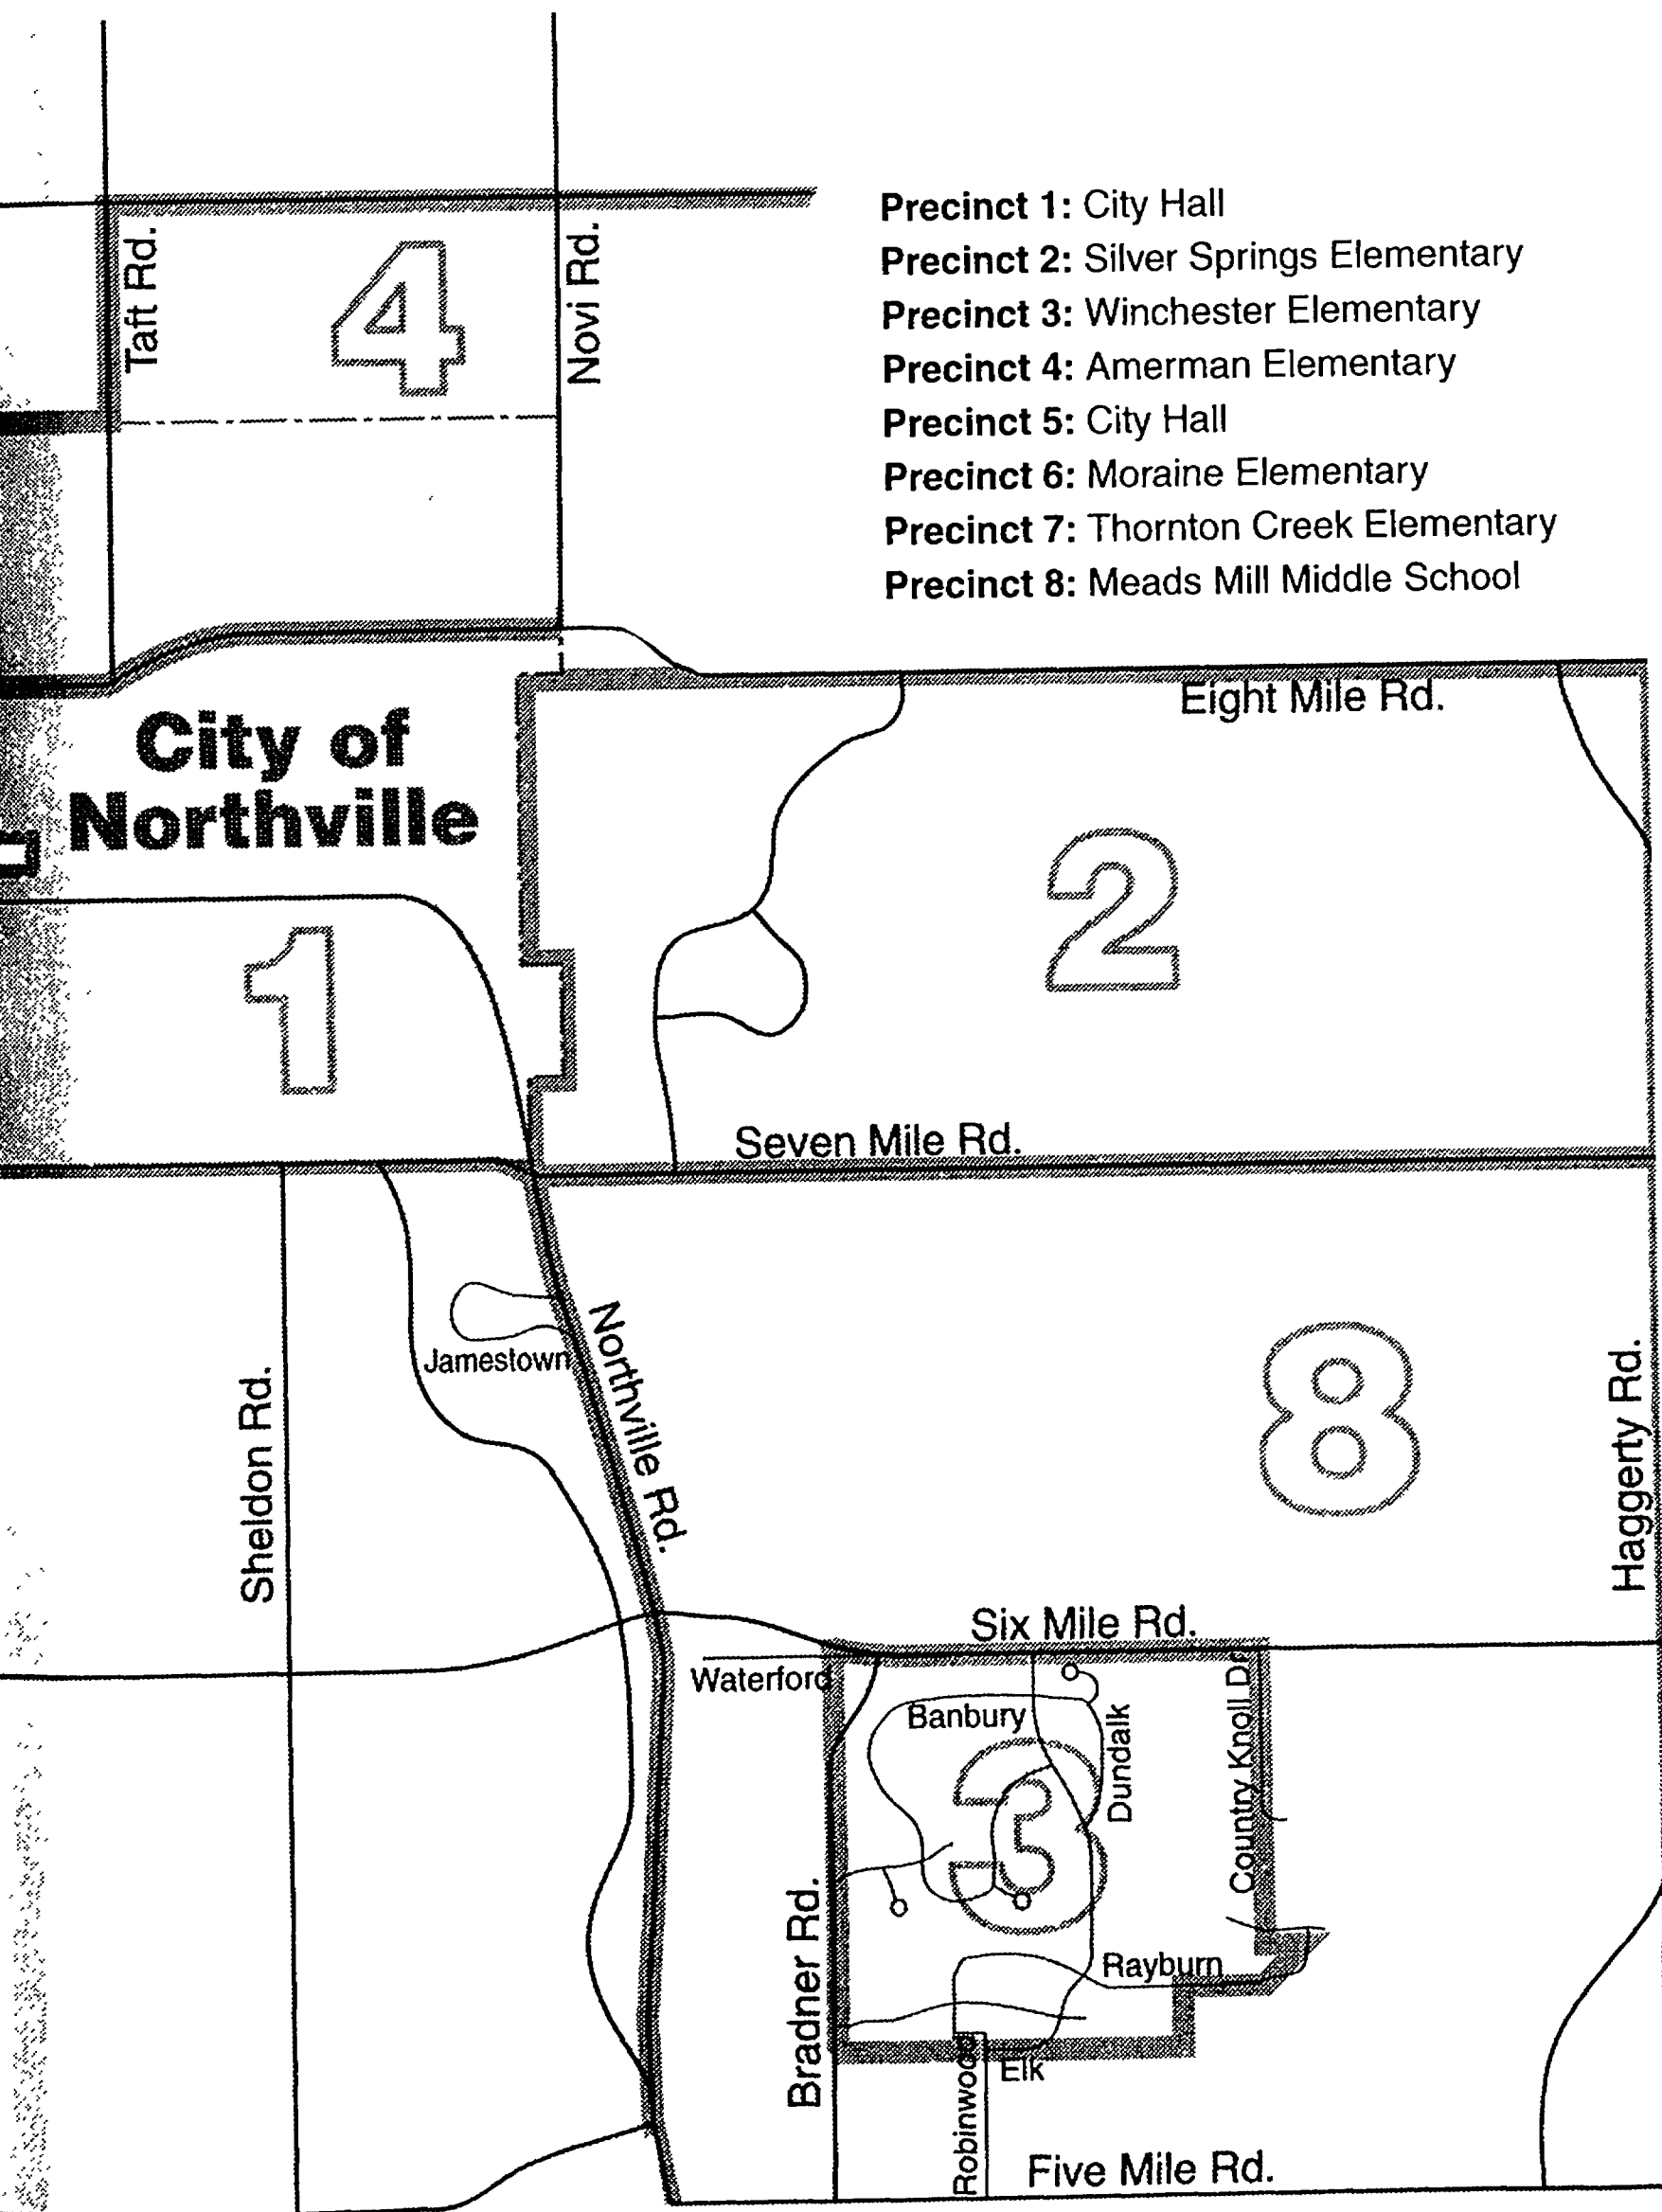 Taft Rd.
4
Novi Rd.
Precinct 1: City Hall
Precinct 2: Silver Springs Elementary
Precinct 3: Winchester Elementary
Precinct 4: Amerman Elementary
Precinct 5: City Hall
Precinct 6: Moraine Elementary
Precinct 7: Thornton Creek Elementary
Precinct 8: Meads Mill Middle School
Eight Mile Rd.
City of
Northville
2
1
Seven Mile Rd.
Jamestown
Northville Rd.
8
Sheldon Rd.
Haggerty Rd.
Six Mile Rd.
Waterford
Banbury
Dundalk
Country Knoll Dr
3
Bradner Rd.
Rayburn
Elk
Robinwood
Five Mile Rd.